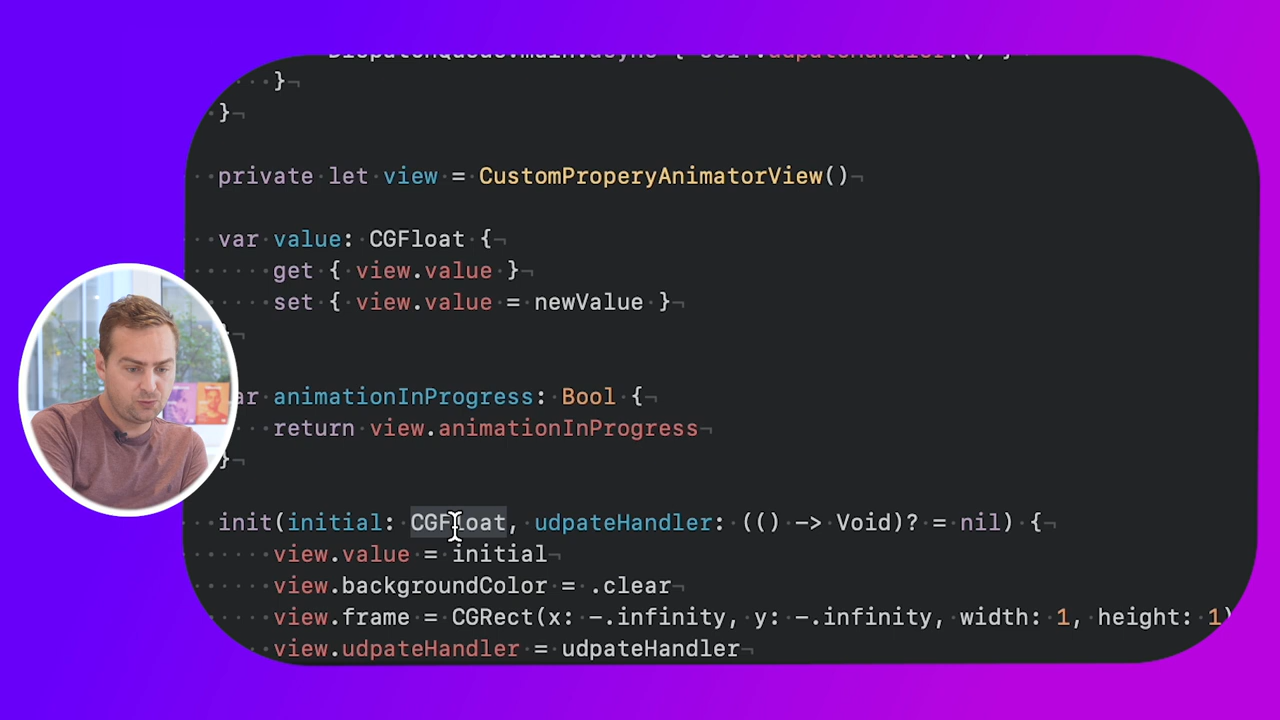 }¬
}¬
private let view = CustomProperyAnimatorView()¬
var value: CGFloat {¬
get { view.value }¬
set { view.value = newValue }¬
}¬
animationInProgress: Bool {¬
return view.animationInProgress¬
}¬
init(initial: CGFloat, udpateHandler: (() -> Void)? = nil) {¬
view.value = initial¬
view.backgroundColor = .clear¬
view.frame = CGRect(x: -.infinity, y: -.infinity, width: 1, height: 1)
view.udpateHandler = udpateHandler¬